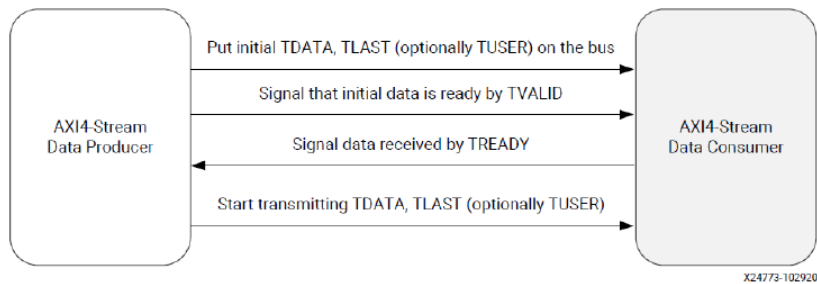 Put initial TDATA, TLAST (optionally TUSER) on the bus
Signal that initial data is ready by TVALID
AXI4-Stream
Data Producer
Signal data received by TREADY
AXI4-Stream
Data Consumer
Start transmitting TDATA, TLAST (optionally TUSER)
X24773-102920